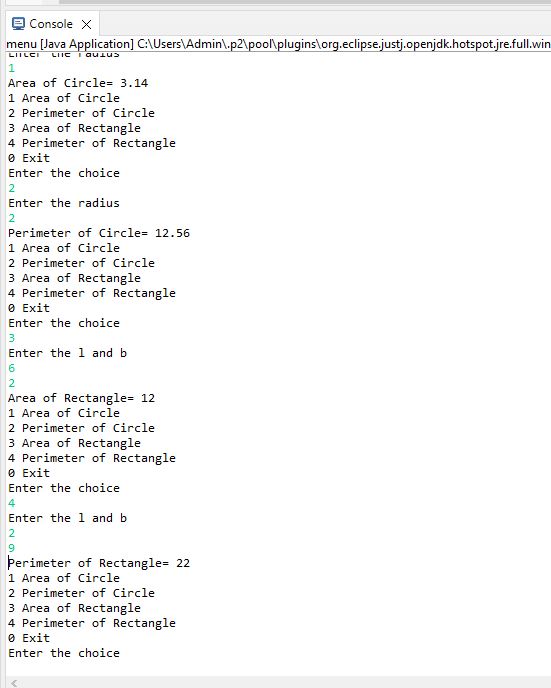 Console
menu [Java Application] C:\Users\Admin\.p2\pool\plugins\org.eclipse.justj.openjdk.hotspot.jre.full.win
Enter the radius
1
Area of Circle= 3.14
1 Area of Circle
2 Perimeter of Circle
3 Area of Rectangle
4 Perimeter of Rectangle
0 Exit
Enter the choice
2
Enter the radius
2
Perimeter of Circle= 12.56
1 Area of Circle
2 Perimeter of Circle
3 Area of Rectangle
4 Perimeter of Rectangle
0 Exit
Enter the choice
3
Enter the l and b
6
2
Area of Rectangle= 12
1 Area of Circle
2 Perimeter of Circle
3 Area of Rectangle
4 Perimeter of Rectangle
0 Exit
Enter the choice
4
Enter the l and b
2
9
Perimeter of Rectangle= 22
1 Area of Circle
2 Perimeter of Circle
3 Area of Rectangle
4 Perimeter of Rectangle
0 Exit
Enter the choice